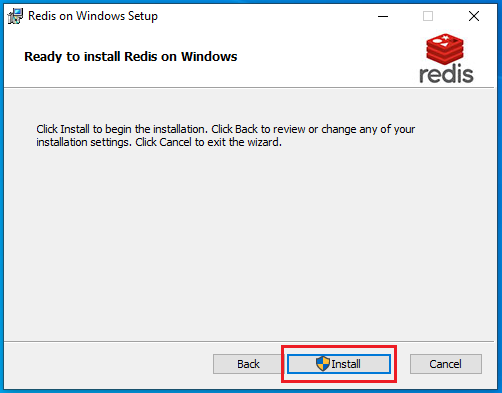 Redis on Windows Setup
Ready to install Redis on Windows
redis
Click Install to begin the installation. Click Back to review or change any of your
installation settings. Click Cancel to exit the wizard.
Back
Install
Cancel